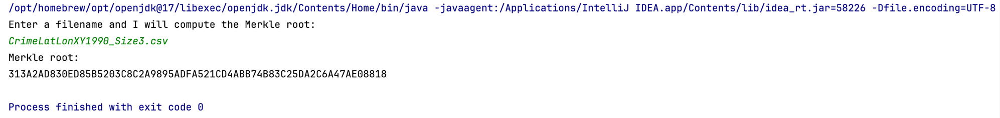 /opt/homebrew/opt/openjdk@17/libexec/openjdk.jdk/Contents/Home/bin/java -javaagent:/Applications/IntelliJ IDEA.app/Contents/lib/idea_rt.jar=58226 -Dfile.encoding=UTF-8
Enter a filename and I will compute the Merkle root:
CrimeLatLonXY1990_Size3.csv
Merkle root:
313A2AD830ED85B5203C8C2A9895ADFA521CD4ABB74B83C25DA2C6A47AE08818
Process finished with exit code 0